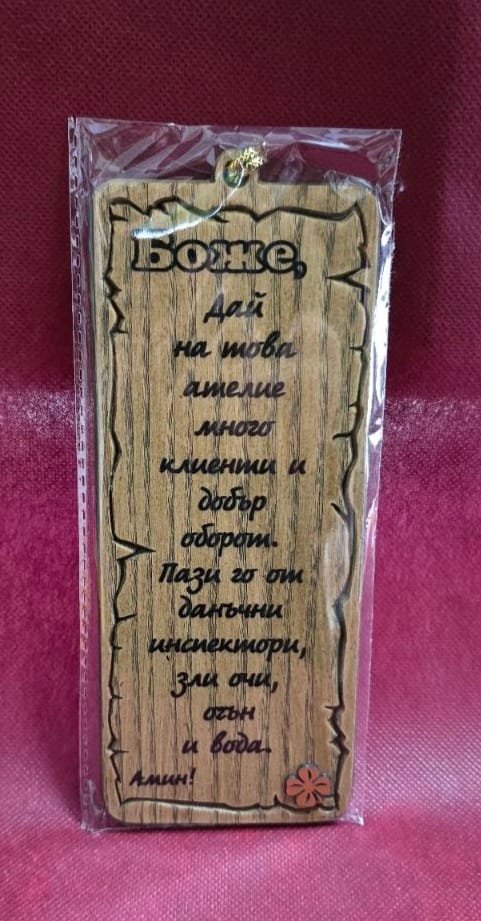 Боже,
Дай
на това
ателие
много
клиенти и
добър
оборот.
Пази го от
данъчни
инспектори,
зли очи,
огън
и вода.
Амин!